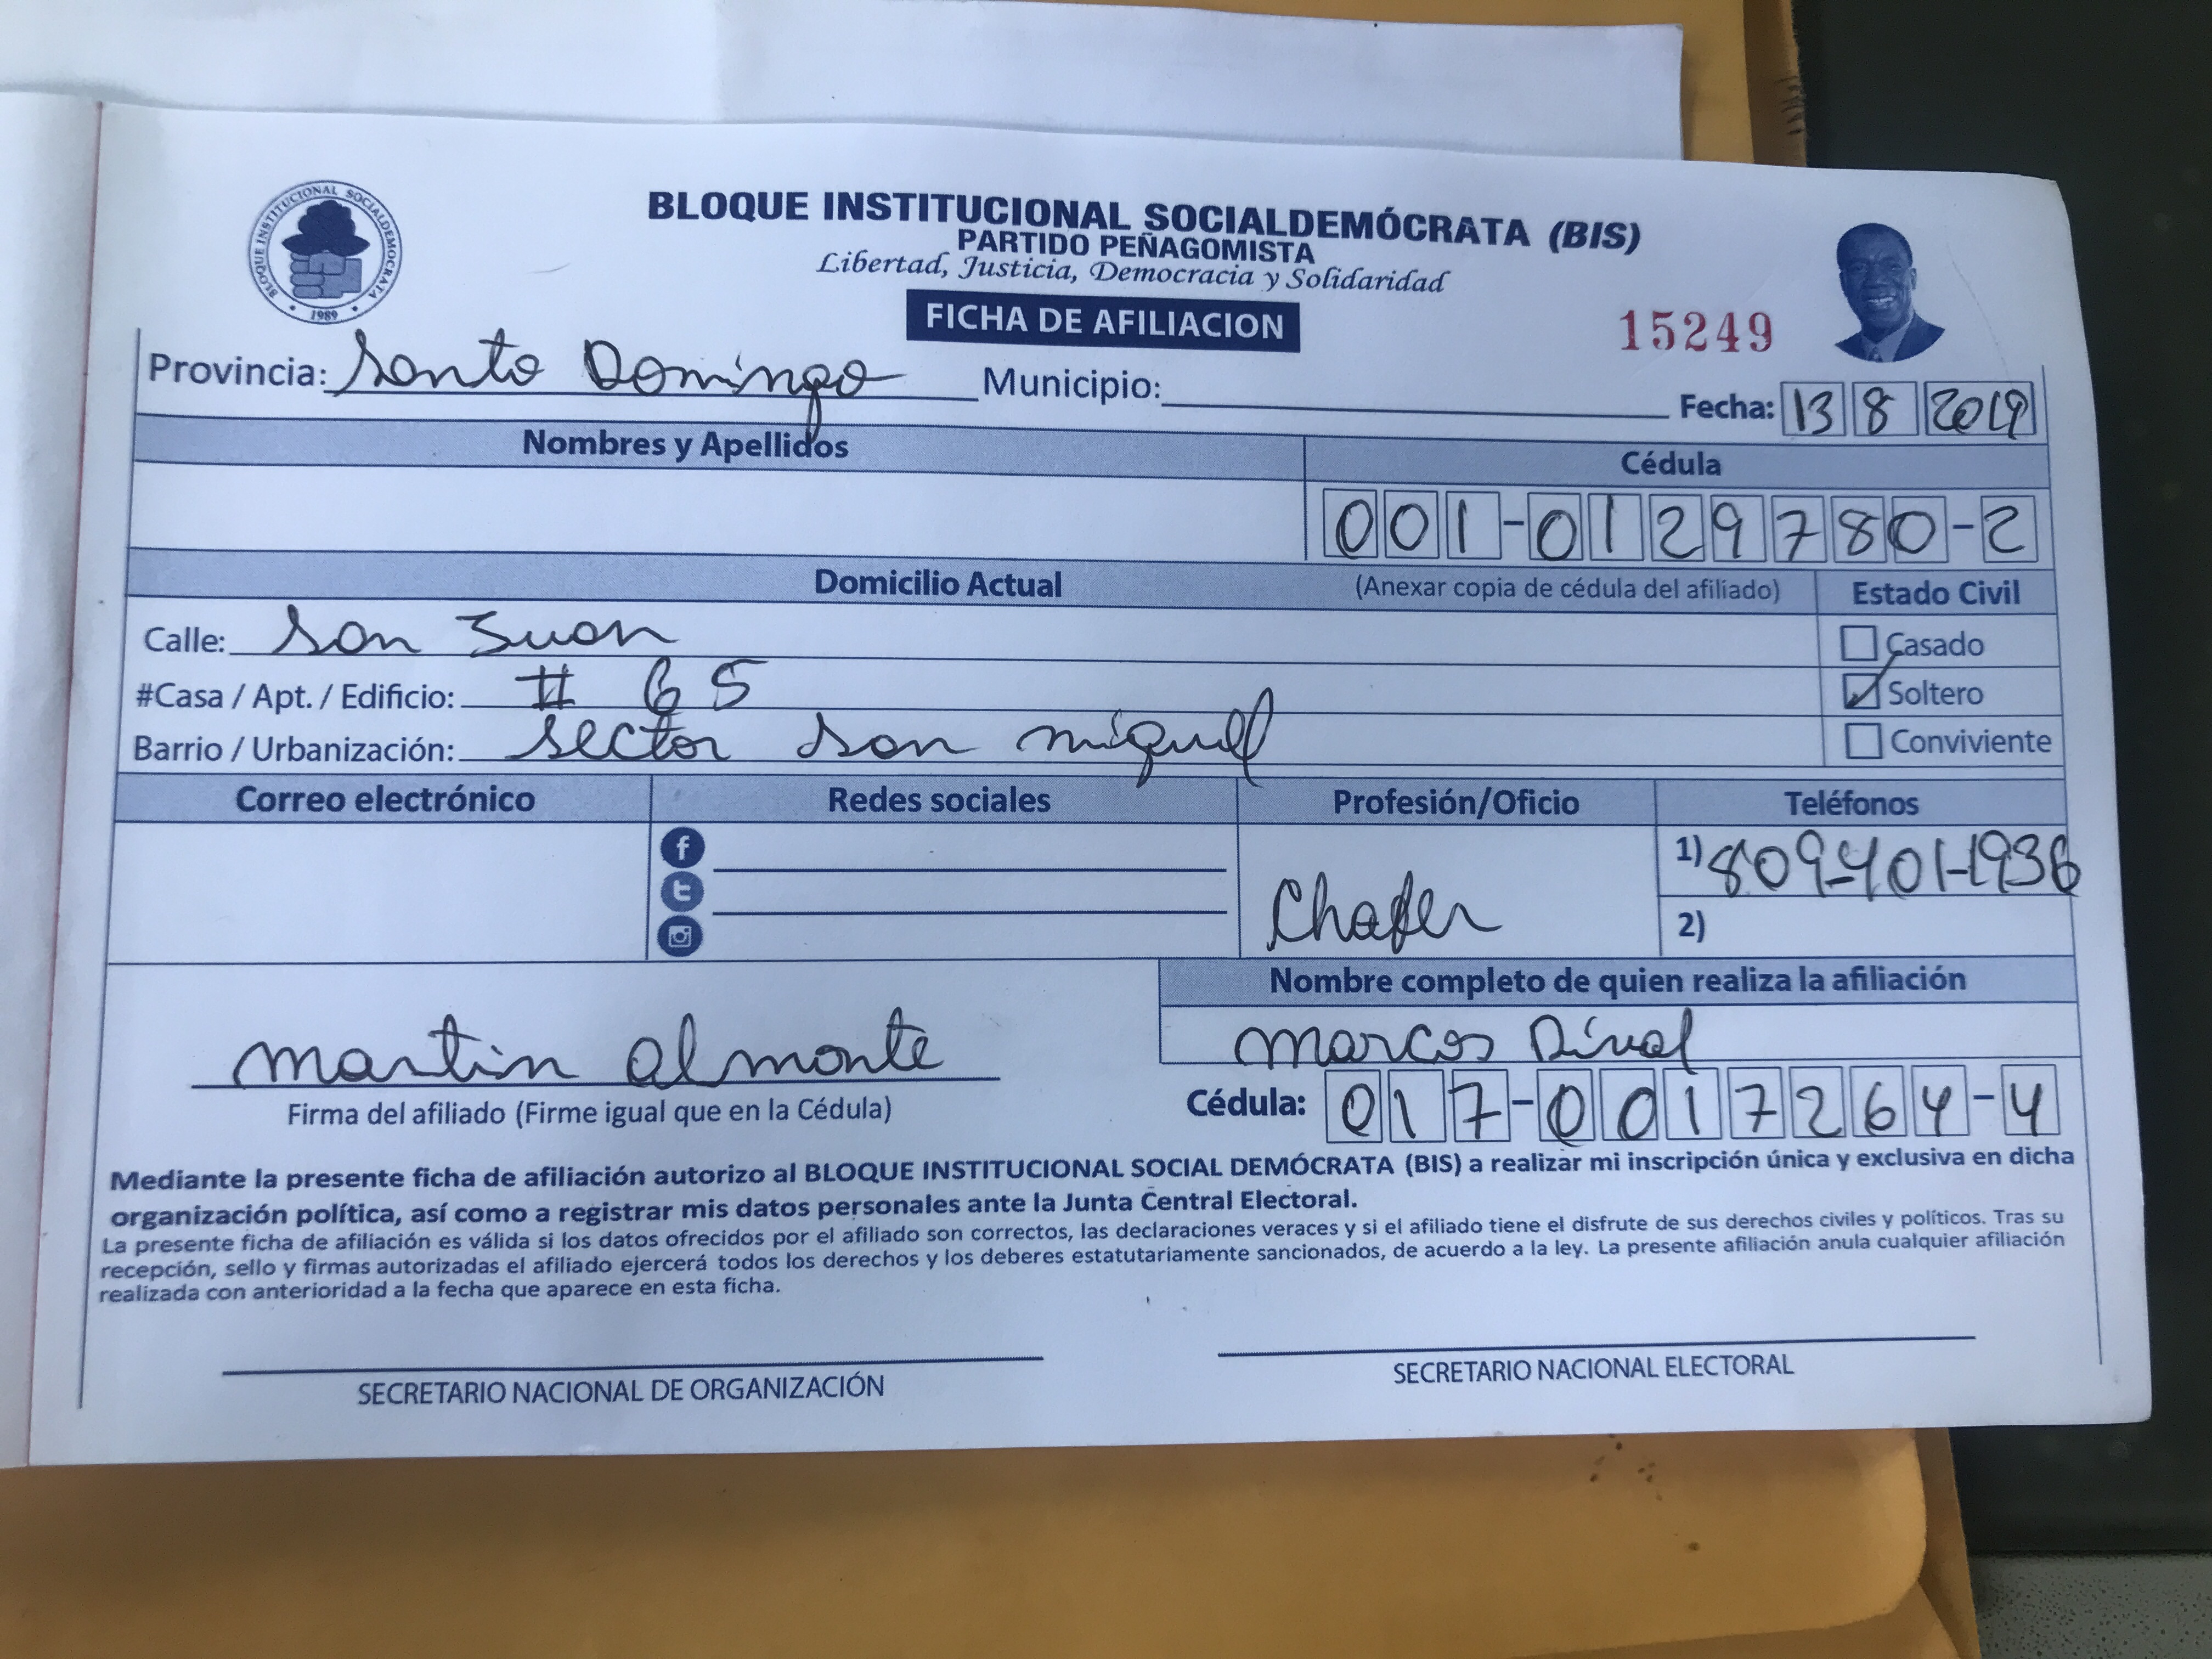 BLOQUE INSTITUCIONAL SOCIALDEMOCRATA
1989
BLOQUE INSTITUCIONAL SOCIALDEMÓCRATA (BIS)
PARTIDO PEÑAGOMISTA
Libertad, Justicia, Democracia y Solidaridad
FICHA DE AFILIACION
15249
Provincia: Santo Domingo Municipio: Fecha: 13 8 2019
Nombres y Apellidos Cédula
001-0129780-2
Domicilio Actual (Anexar copia de cédula del afiliado) Estado Civil
Calle: San Juan Casado
#Casa / Apt. / Edificio: # 65 Soltero
Barrio / Urbanización: sector san miguel Conviviente
Correo electrónico Redes sociales Profesión/Oficio Teléfonos
1) 809-401-1936
Chofer
2)
Nombre completo de quien realiza la afiliación
martin almonte marcos
Firma del afiliado (Firme igual que en la Cédula) Cédula: 017-0017264-4
Mediante la presente ficha de afiliación autorizo al BLOQUE INSTITUCIONAL SOCIAL DEMÓCRATA (BIS) a realizar mi inscripción única y exclusiva en dicha
organización política, así como a registrar mis datos personales ante la Junta Central Electoral.
La presente ficha de afiliación es válida si los datos ofrecidos por el afiliado son correctos, las declaraciones veraces y si el afiliado tiene el disfrute de sus derechos civiles y políticos. Tras su
recepción, sello y firmas autorizadas el afiliado ejercerá todos los derechos y los deberes estatutariamente sancionados, de acuerdo a la ley. La presente afiliación anula cualquier afiliación
realizada con anterioridad a la fecha que aparece en esta ficha.
SECRETARIO NACIONAL DE ORGANIZACIÓN SECRETARIO NACIONAL ELECTORAL